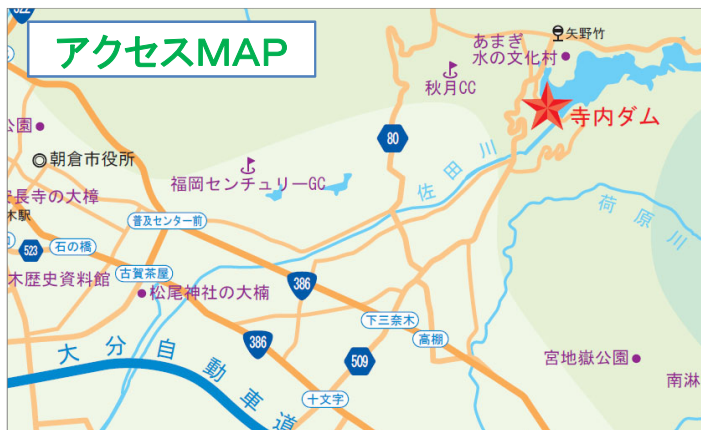 322
アクセスMAP
矢野竹
あまぎ
水の文化村
秋月CC
寺内ダム
公園
80
朝倉市役所
佐田川
福岡センチュリーGC
安長寺の大樟
荷原川
木駅
普及センター前
523
石の橋
古賀茶屋
木歴史資料館
386
松尾神社の大楠
下三奈木
386
高棚
大分自動車道
509
宮地嶽公園
南淋
十文字